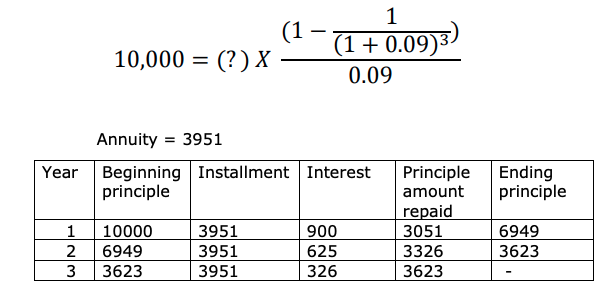 10,000 = (? ) X (1 − 1 / (1 + 0.09)³) / 0.09
Annuity = 3951
Year Beginning principle Installment Interest Principle amount repaid Ending principle
1 10000 3951 900 3051 6949
2 6949 3951 625 3326 3623
3 3623 3951 326 3623 -